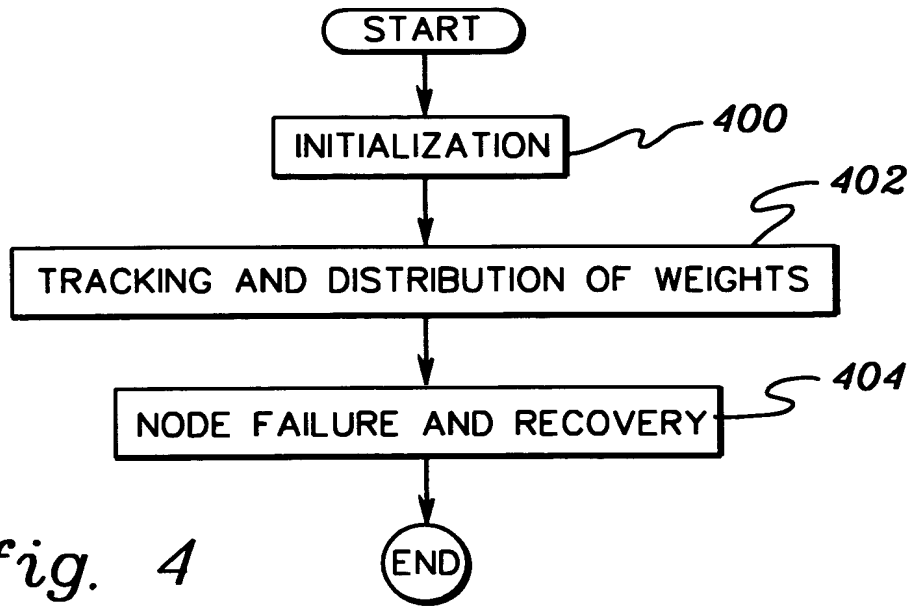 START
INITIALIZATION
400
402
TRACKING AND DISTRIBUTION OF WEIGHTS
404
NODE FAILURE AND RECOVERY
END
fig. 4